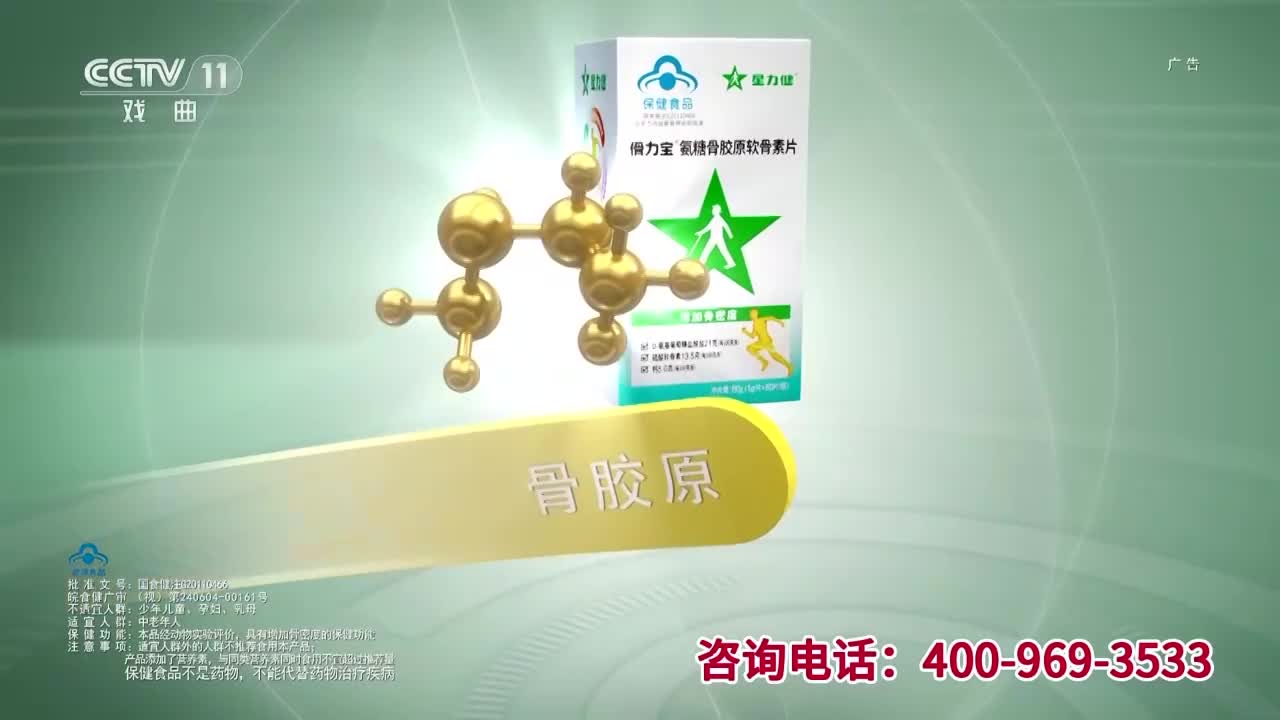 CCTV 11
戏曲
广告
星力健
保健食品
星力健
骨力宝 氨糖骨胶原软骨素片
增加骨密度
骨胶原
批准文号：国食健注G20110466
皖食健广审（视）第240604-00161号
不适宜人群：少年儿童、孕妇、乳母
适宜人群：中老年人
保健功能：本品经动物实验评价，具有增加骨密度的保健功能
注意事项：适宜人群外的人群不推荐食用本产品；
产品添加了营养素，与同类营养素同时食用不宜超过推荐量
保健食品不是药物，不能代替药物治疗疾病
咨询电话：400-969-3533